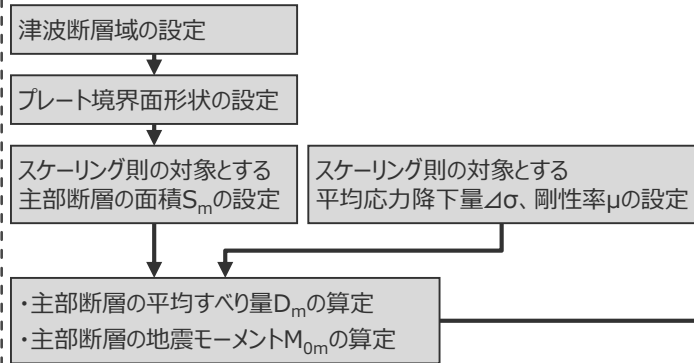 津波断層域の設定
プレート境界面形状の設定
スケーリング則の対象とする
主部断層の面積Smの設定
スケーリング則の対象とする
平均応力降下量⊿σ、剛性率μの設定
・主部断層の平均すべり量Dmの算定
・主部断層の地震モーメントM0mの算定